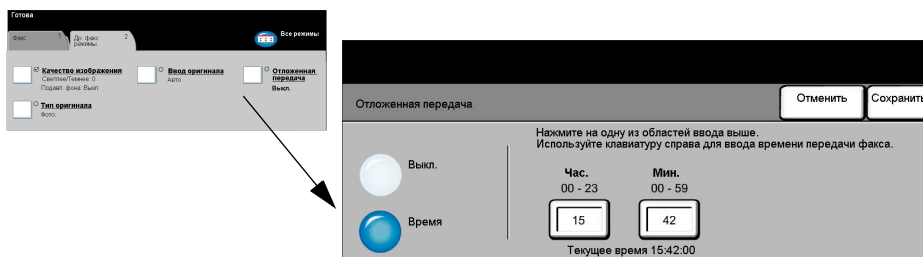 Готова
Факс 1
Др. факс режимы 2
Все режимы
Качество изображения
Светлее/Темнее: 0
Подавл. фона: Выкл.
Ввод оригинала
Авто
Отложенная
передача
Выкл.
Тип оригинала
Фото:
Отложенная передача
Отменить
Сохранить
Нажмите на одну из областей ввода выше.
Используйте клавиатуру справа для ввода времени передачи факса.
Выкл.
Время
Час. Мин.
00 - 23 00 - 59
15 42
Текущее время 15:42:00